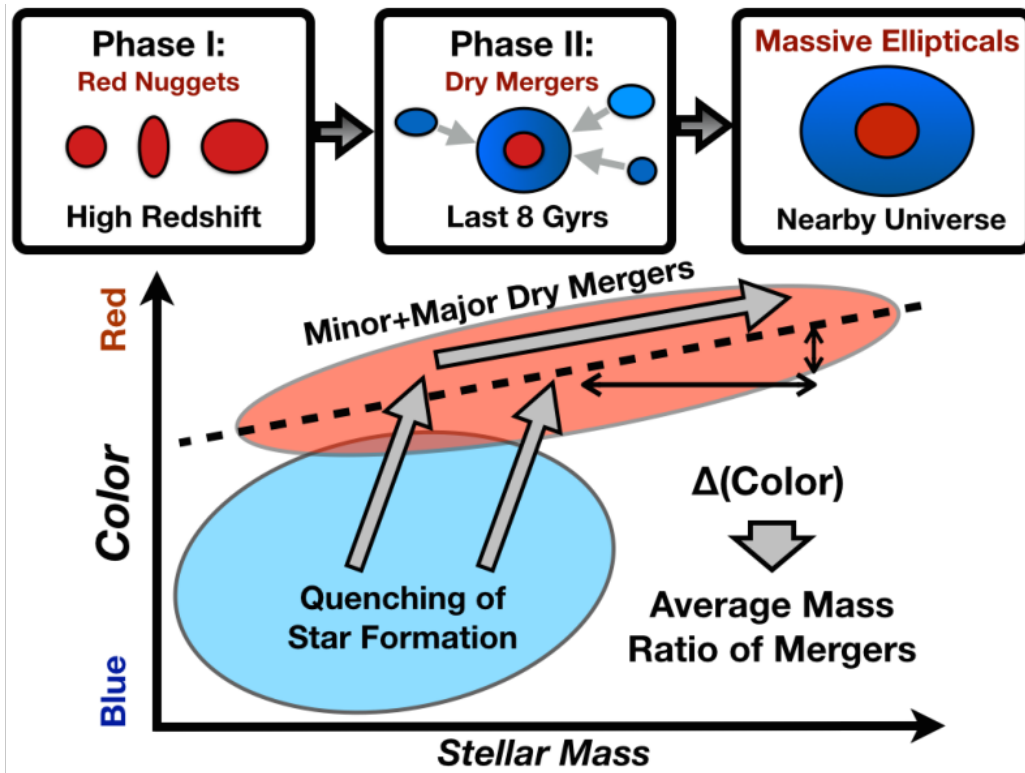 Phase I:
Red Nuggets
High Redshift
Phase II:
Dry Mergers
Last 8 Gyrs
Massive Ellipticals
Nearby Universe
Minor+Major Dry Mergers
Red
Color
Blue
Quenching of
Star Formation
Δ(Color)
Average Mass
Ratio of Mergers
Stellar Mass